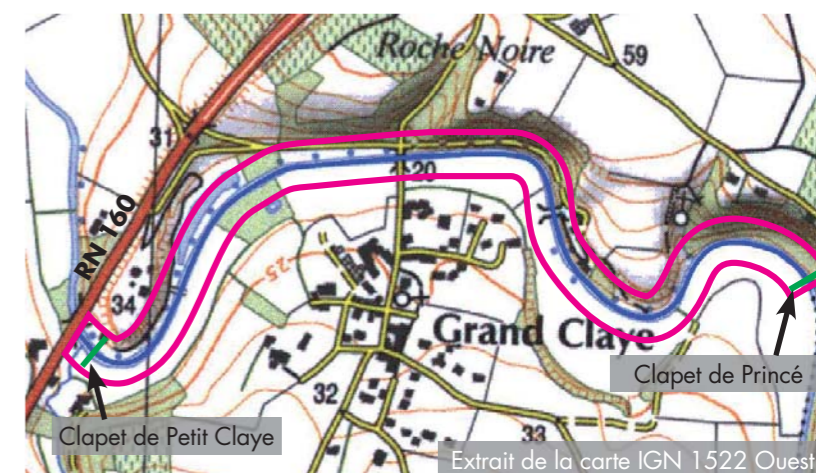 Roche Noire
59
31
20
RN 160
25
34
Grand Claye
Clapet de Princé
32
Clapet de Petit Claye
33
Extrait de la carte IGN 1522 Ouest